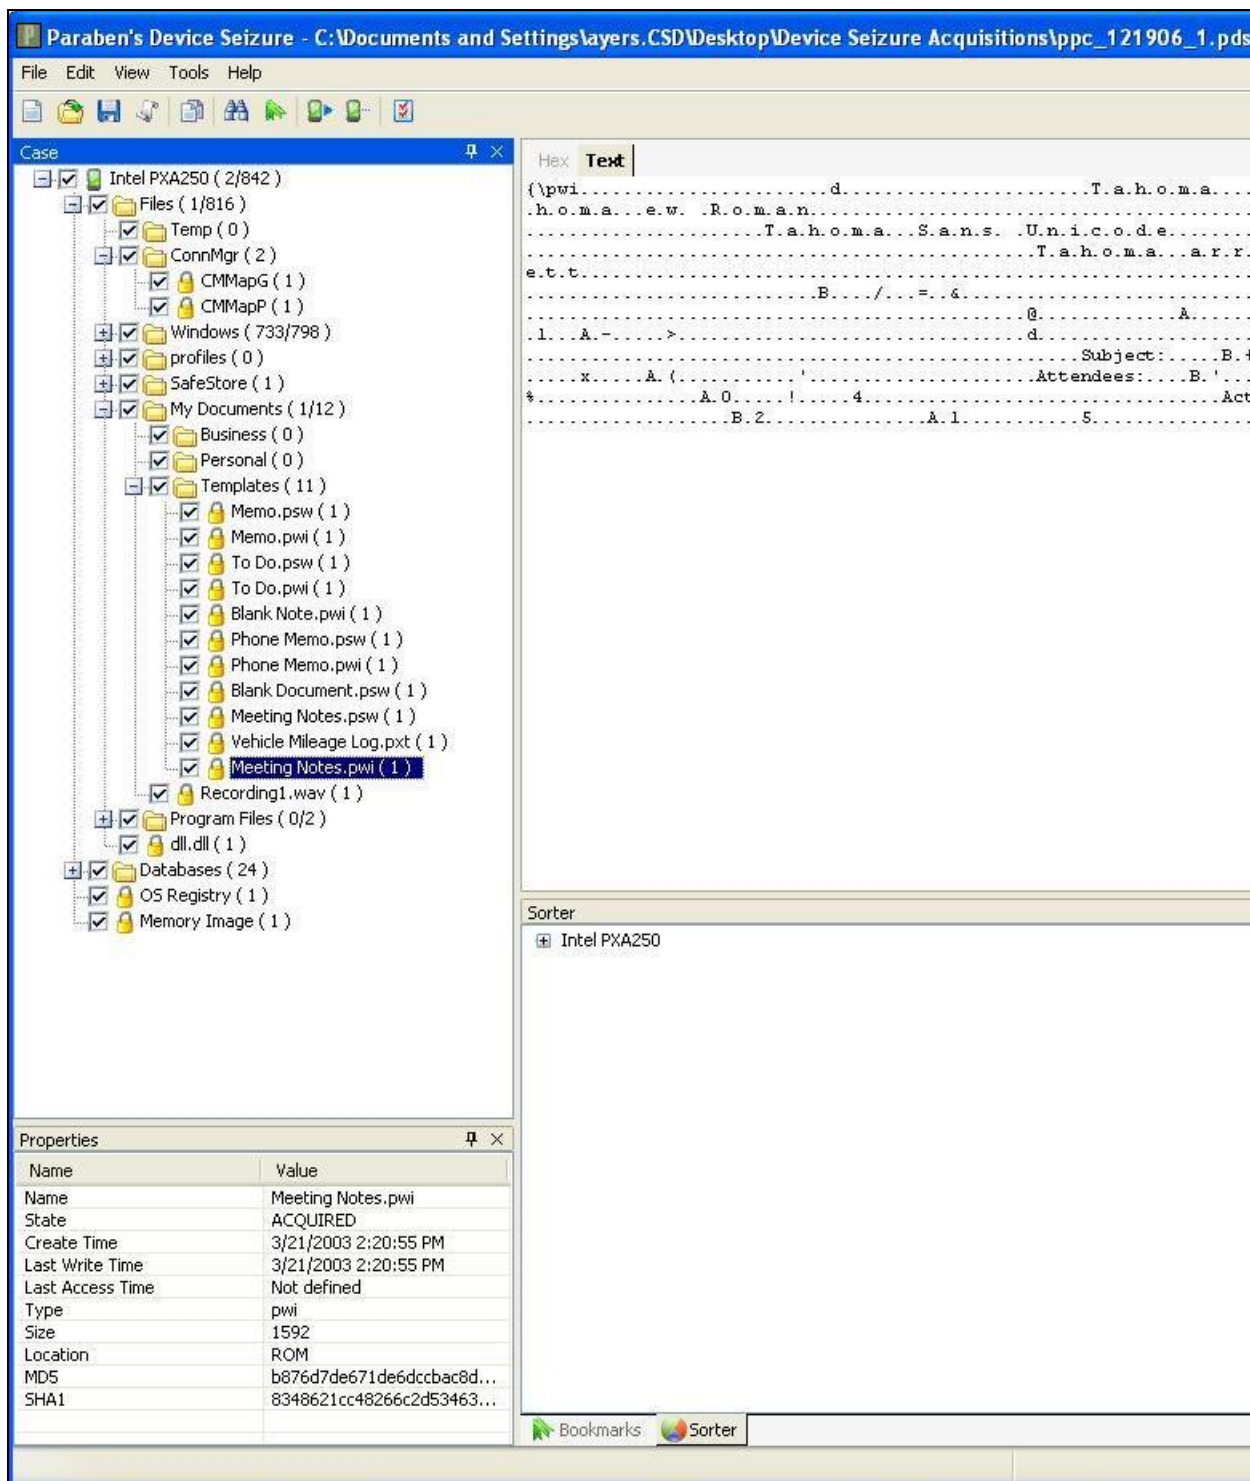 Paraben's Device Seizure - C:\Documents and Settings\ayers.CSD\Desktop\Device Seizure Acquisitions\ppc_121906_1.pds
File Edit View Tools Help
Case
Intel PXA250 ( 2/842 )
Files ( 1/816 )
Temp ( 0 )
ConnMgr ( 2 )
CMMapG ( 1 )
CMMapP ( 1 )
Windows ( 733/798 )
profiles ( 0 )
SafeStore ( 1 )
My Documents ( 1/12 )
Business ( 0 )
Personal ( 0 )
Templates ( 11 )
Memo.psw ( 1 )
Memo.pwi ( 1 )
To Do.psw ( 1 )
To Do.pwi ( 1 )
Blank Note.pwi ( 1 )
Phone Memo.psw ( 1 )
Phone Memo.pwi ( 1 )
Blank Document.psw ( 1 )
Meeting Notes.psw ( 1 )
Vehicle Mileage Log.pxt ( 1 )
Meeting Notes.pwi ( 1 )
Recording1.wav ( 1 )
Program Files ( 0/2 )
dll.dll ( 1 )
Databases ( 24 )
OS Registry ( 1 )
Memory Image ( 1 )
Hex Text
{\pwi......................d......................T.a.h.o.m.a....
.h.o.m.a...e.w. .R.o.m.a.n..........................................
.....................T.a.h.o.m.a...S.a.n.s. .U.n.i.c.o.d.e........
..............................................T.a.h.o.m.a...a.r.r.
e.t.t...............................................................
..........................B..../...=..&.............................
.............................................@............A......
.1...A.-.....>................................d.....................
..................................................Subject:.....B.
.....x.....A.(...........'.....................Attendees:....B.'....
%...............A.0.....!....4.................................Act
..................B.2..............A.1..........5................
Sorter
Intel PXA250
Properties
Name Value
Name Meeting Notes.pwi
State ACQUIRED
Create Time 3/21/2003 2:20:55 PM
Last Write Time 3/21/2003 2:20:55 PM
Last Access Time Not defined
Type pwi
Size 1592
Location ROM
MD5 b876d7de671de6dccbac8d...
SHA1 8348621cc48266c2d53463...
Bookmarks Sorter